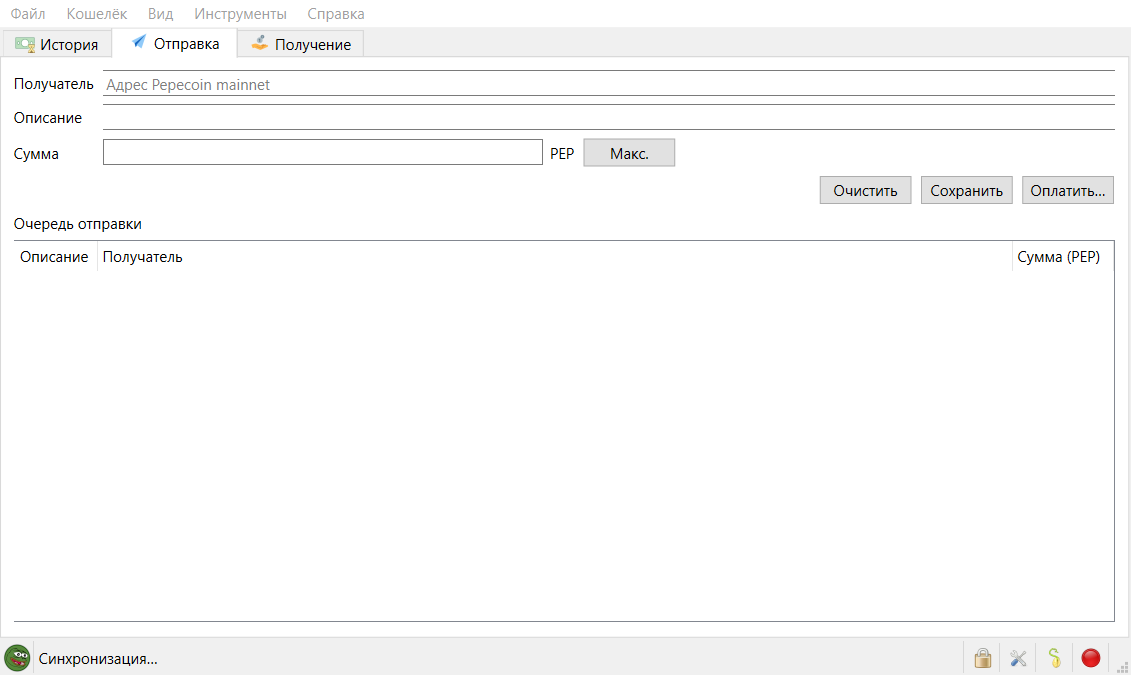 Файл Кошелёк Вид Инструменты Справка
История Отправка Получение
Получатель Адрес Pepecoin mainnet
Описание
Сумма PEP Макс.
Очистить Сохранить Оплатить...
Очередь отправки
Описание Получатель Сумма (PEP)
Синхронизация...